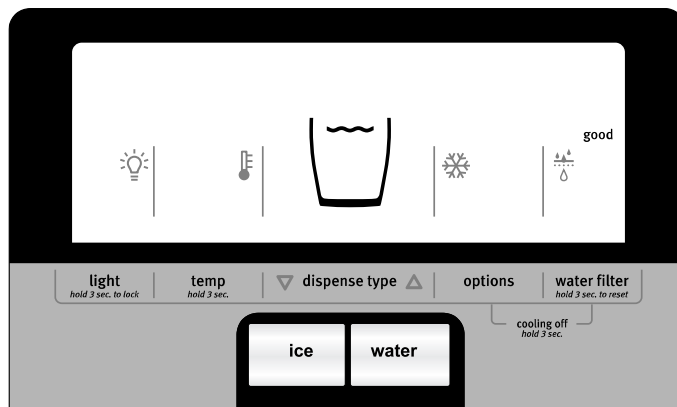 good
light
hold 3 sec. to lock
temp
hold 3 sec.
dispense type
options
water filter
hold 3 sec. to reset
cooling off
hold 3 sec.
ice
water